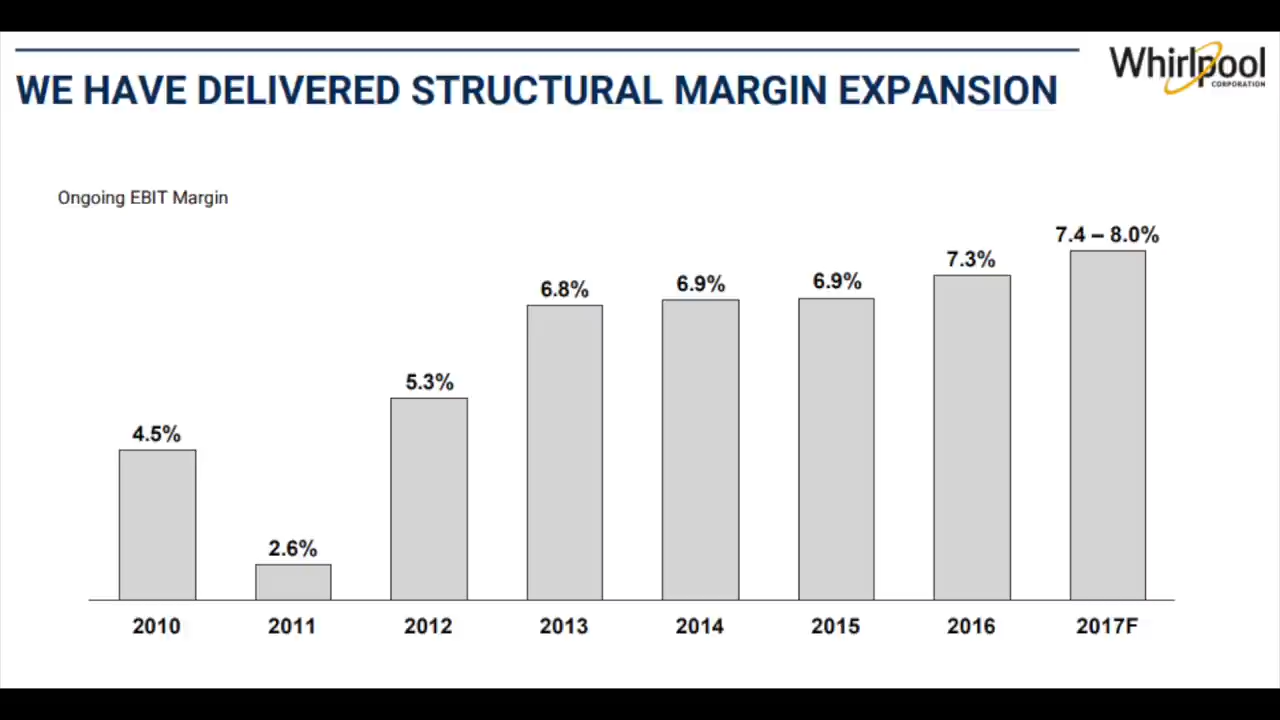 Whirlpool
CORPORATION
WE HAVE DELIVERED STRUCTURAL MARGIN EXPANSION
Ongoing EBIT Margin
4.5%
2.6%
5.3%
6.8%
6.9%
6.9%
7.3%
7.4 – 8.0%
2010 2011 2012 2013 2014 2015 2016 2017F